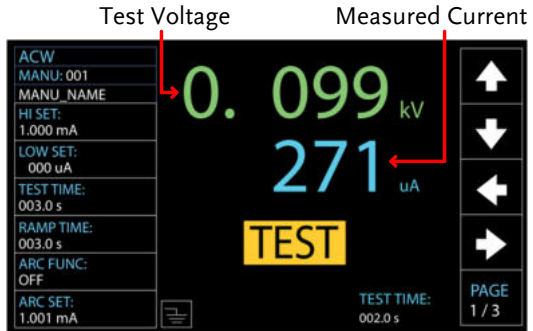 Test Voltage
Measured Current
ACW
MANU: 001
MANU_NAME
HI SET:
1.000 mA
LOW SET:
000 uA
TEST TIME:
003.0 s
RAMP TIME:
003.0 s
ARC FUNC:
OFF
ARC SET:
1.001 mA
0. 099 kV
271 uA
TEST
TEST TIME:
002.0 s
PAGE
1 / 3